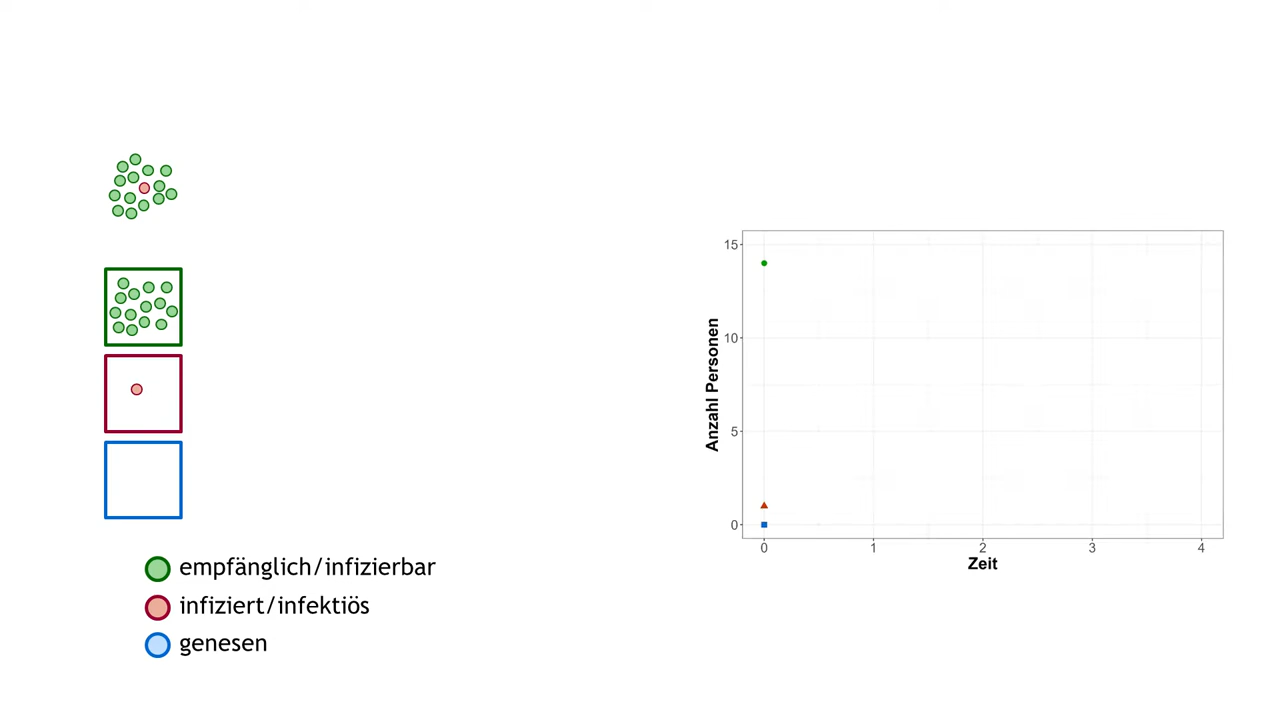 empfänglich/infizierbar
infiziert/infektiös
genesen
Anzahl Personen
15
10
5
0
0 1 2 3 4
Zeit